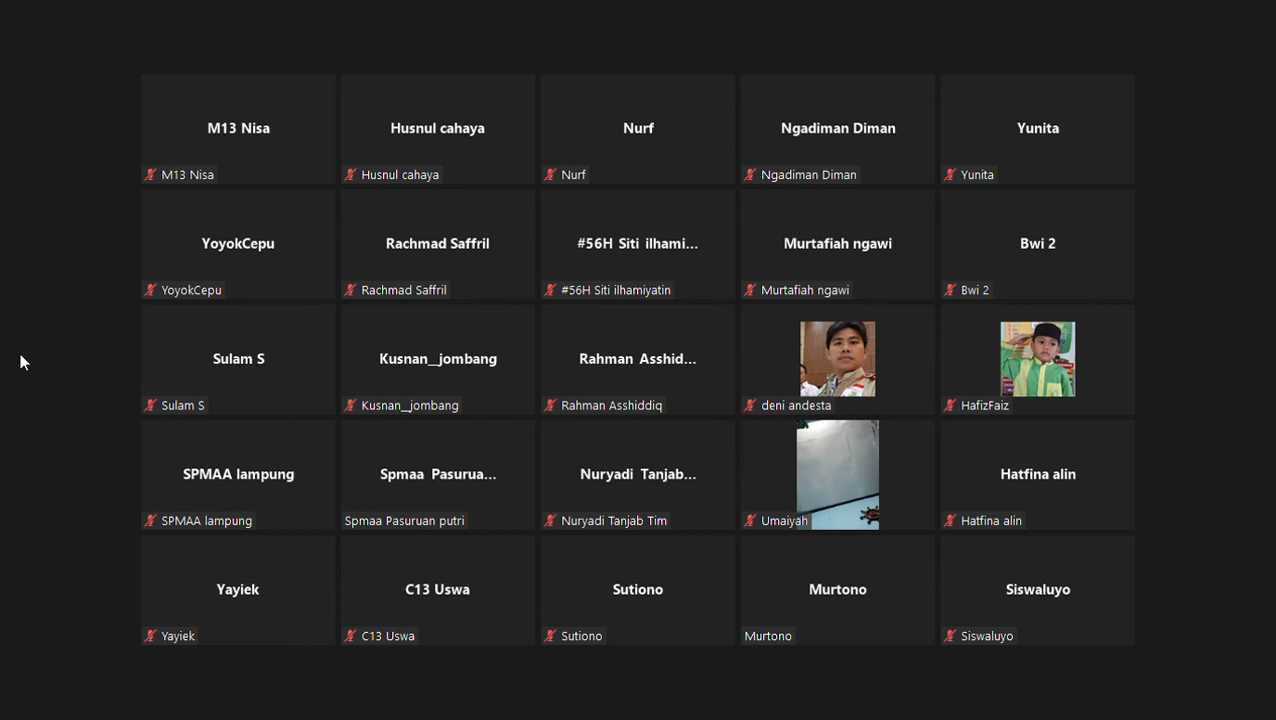 M13 Nisa
M13 Nisa
Husnul cahaya
Husnul cahaya
Nurf
Nurf
Ngadiman Diman
Ngadiman Diman
Yunita
Yunita
YoyokCepu
YoyokCepu
Rachmad Saffril
Rachmad Saffril
#56H Siti ilhami...
#56H Siti ilhamiyatin
Murtafiah ngawi
Murtafiah ngawi
Bwi 2
Bwi 2
Sulam S
Sulam S
Kusnan__jombang
Kusnan__jombang
Rahman Asshid...
Rahman Asshiddiq
deni andesta
HafizFaiz
SPMAA lampung
SPMAA lampung
Spmaa Pasurua...
Spmaa Pasuruan putri
Nuryadi Tanjab...
Nuryadi Tanjab Tim
Umaiyah
Hatfina alin
Hatfina alin
Yayiek
Yayiek
C13 Uswa
C13 Uswa
Sutiono
Sutiono
Murtono
Murtono
Siswaluyo
Siswaluyo